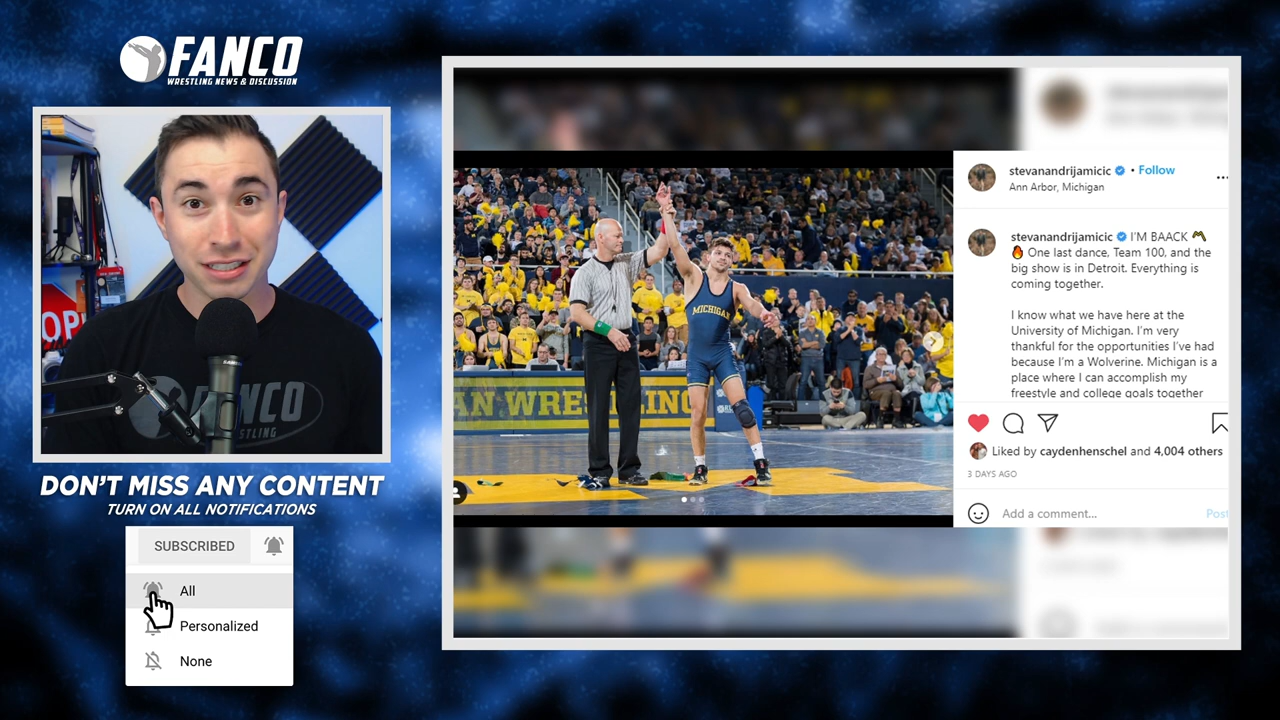 FANCO
WRESTLING NEWS & DISCUSSION
FANCO
DON'T MISS ANY CONTENT
TURN ON ALL NOTIFICATIONS
SUBSCRIBED
All
Personalized
None
MICHIGAN
AN WRESTLING
stevanandrijamicic • Follow
Ann Arbor, Michigan
stevanandrijamicic I'M BAACK
One last dance, Team 100, and the
big show is in Detroit. Everything is
coming together.
I know what we have here at the
University of Michigan. I'm very
thankful for the opportunities I've had
because I'm a Wolverine. Michigan is a
place where I can accomplish my
freestyle and college goals together
Liked by caydenhenschel and 4,004 others
3 DAYS AGO
Add a comment...
Post